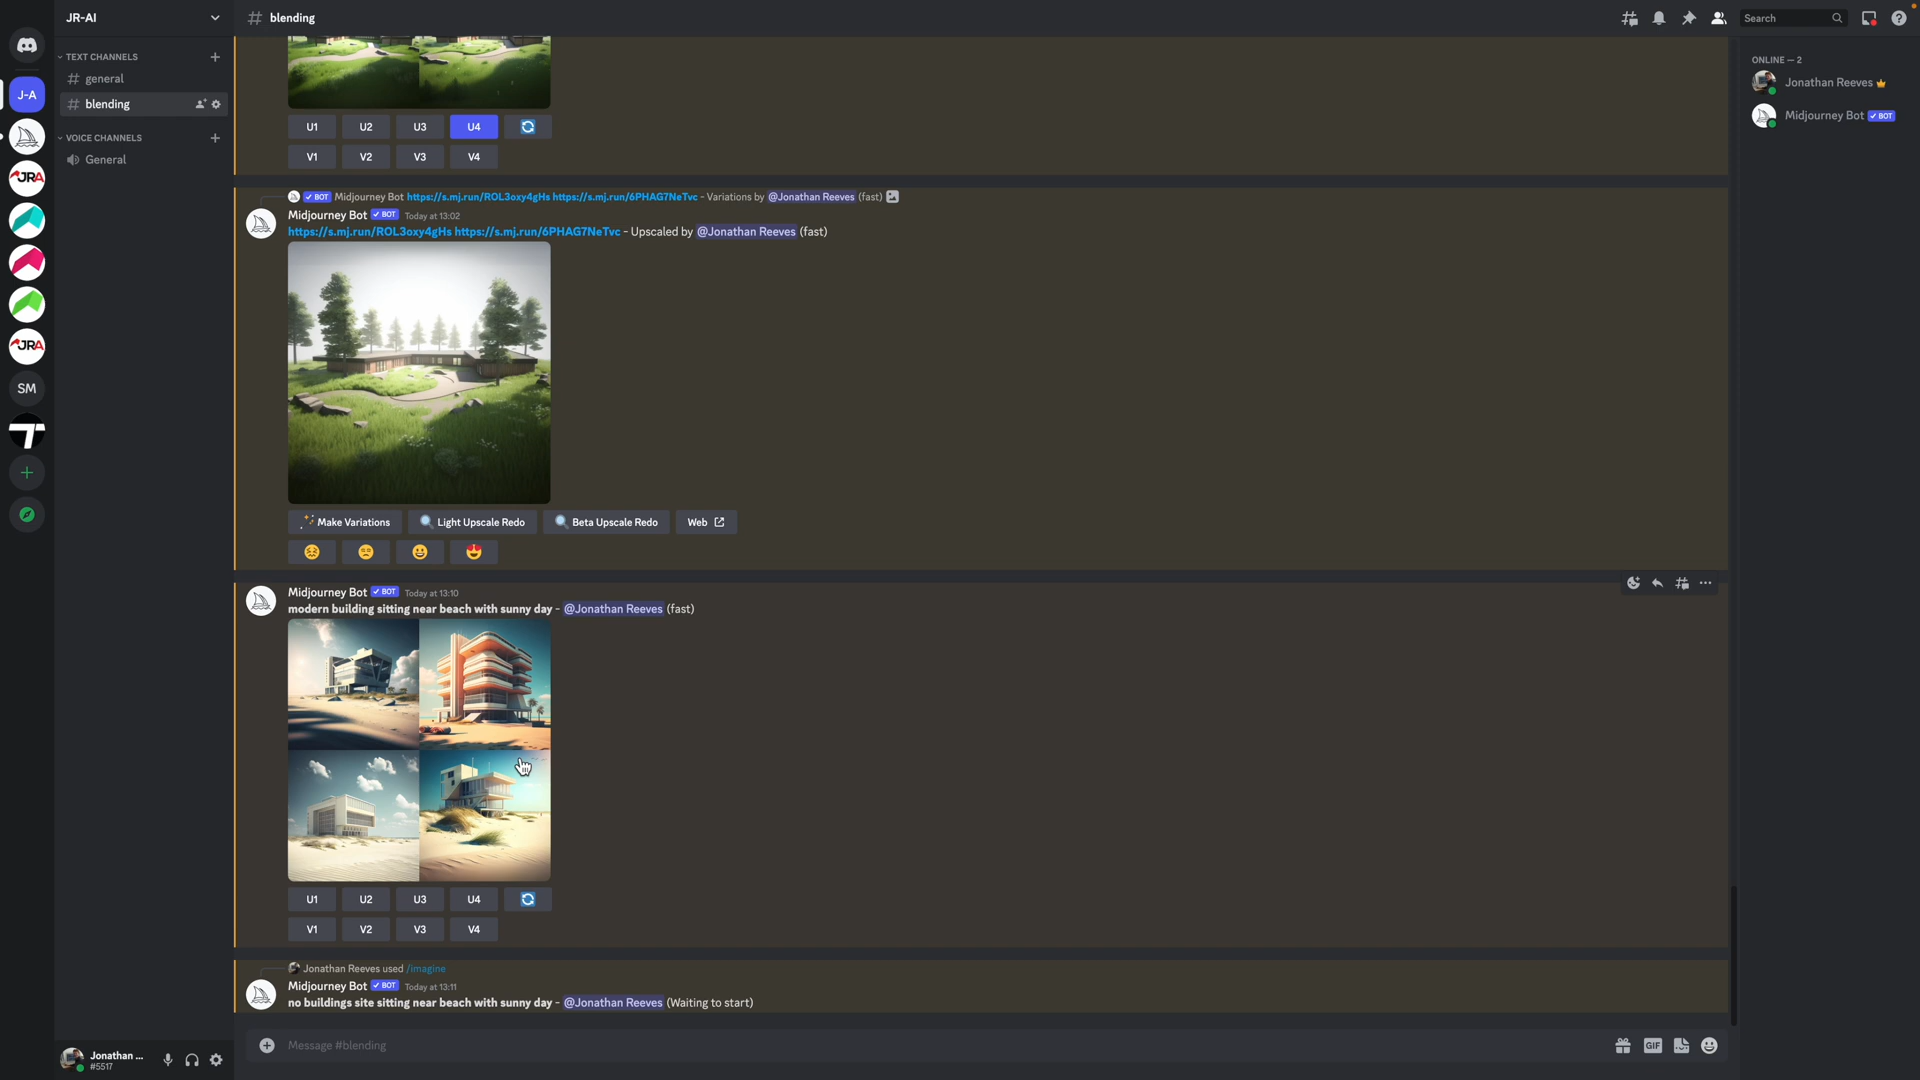 JR-AI
# blending
Search
TEXT CHANNELS
# general
# blending
VOICE CHANNELS
General
J-A
JRA
JRA
SM
U1 U2 U3 U4
V1 V2 V3 V4
BOT Midjourney Bot https://s.mj.run/ROL3oxy4gHs https://s.mj.run/6PHAG7NeTvc - Variations by @Jonathan Reeves (fast)
Midjourney Bot BOT Today at 13:02
https://s.mj.run/ROL3oxy4gHs https://s.mj.run/6PHAG7NeTvc - Upscaled by @Jonathan Reeves (fast)
Make Variations Light Upscale Redo Beta Upscale Redo Web
Midjourney Bot BOT Today at 13:10
modern building sitting near beach with sunny day - @Jonathan Reeves (fast)
U1 U2 U3 U4
V1 V2 V3 V4
Jonathan Reeves used /imagine
Midjourney Bot BOT Today at 13:11
no buildings site sitting near beach with sunny day - @Jonathan Reeves (Waiting to start)
Message #blending
GIF
Jonathan ...
#5517
ONLINE — 2
Jonathan Reeves
Midjourney Bot BOT